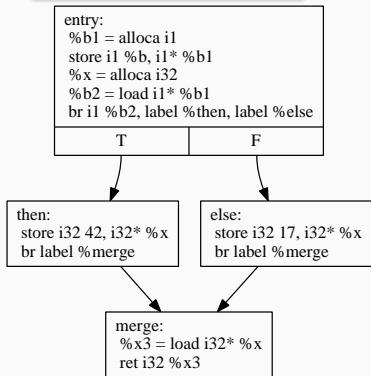 entry:
%b1 = alloca i1
store i1 %b, i1* %b1
%x = alloca i32
%b2 = load i1* %b1
br i1 %b2, label %then, label %else
T F
then:
store i32 42, i32* %x
br label %merge
else:
store i32 17, i32* %x
br label %merge
merge:
%x3 = load i32* %x
ret i32 %x3